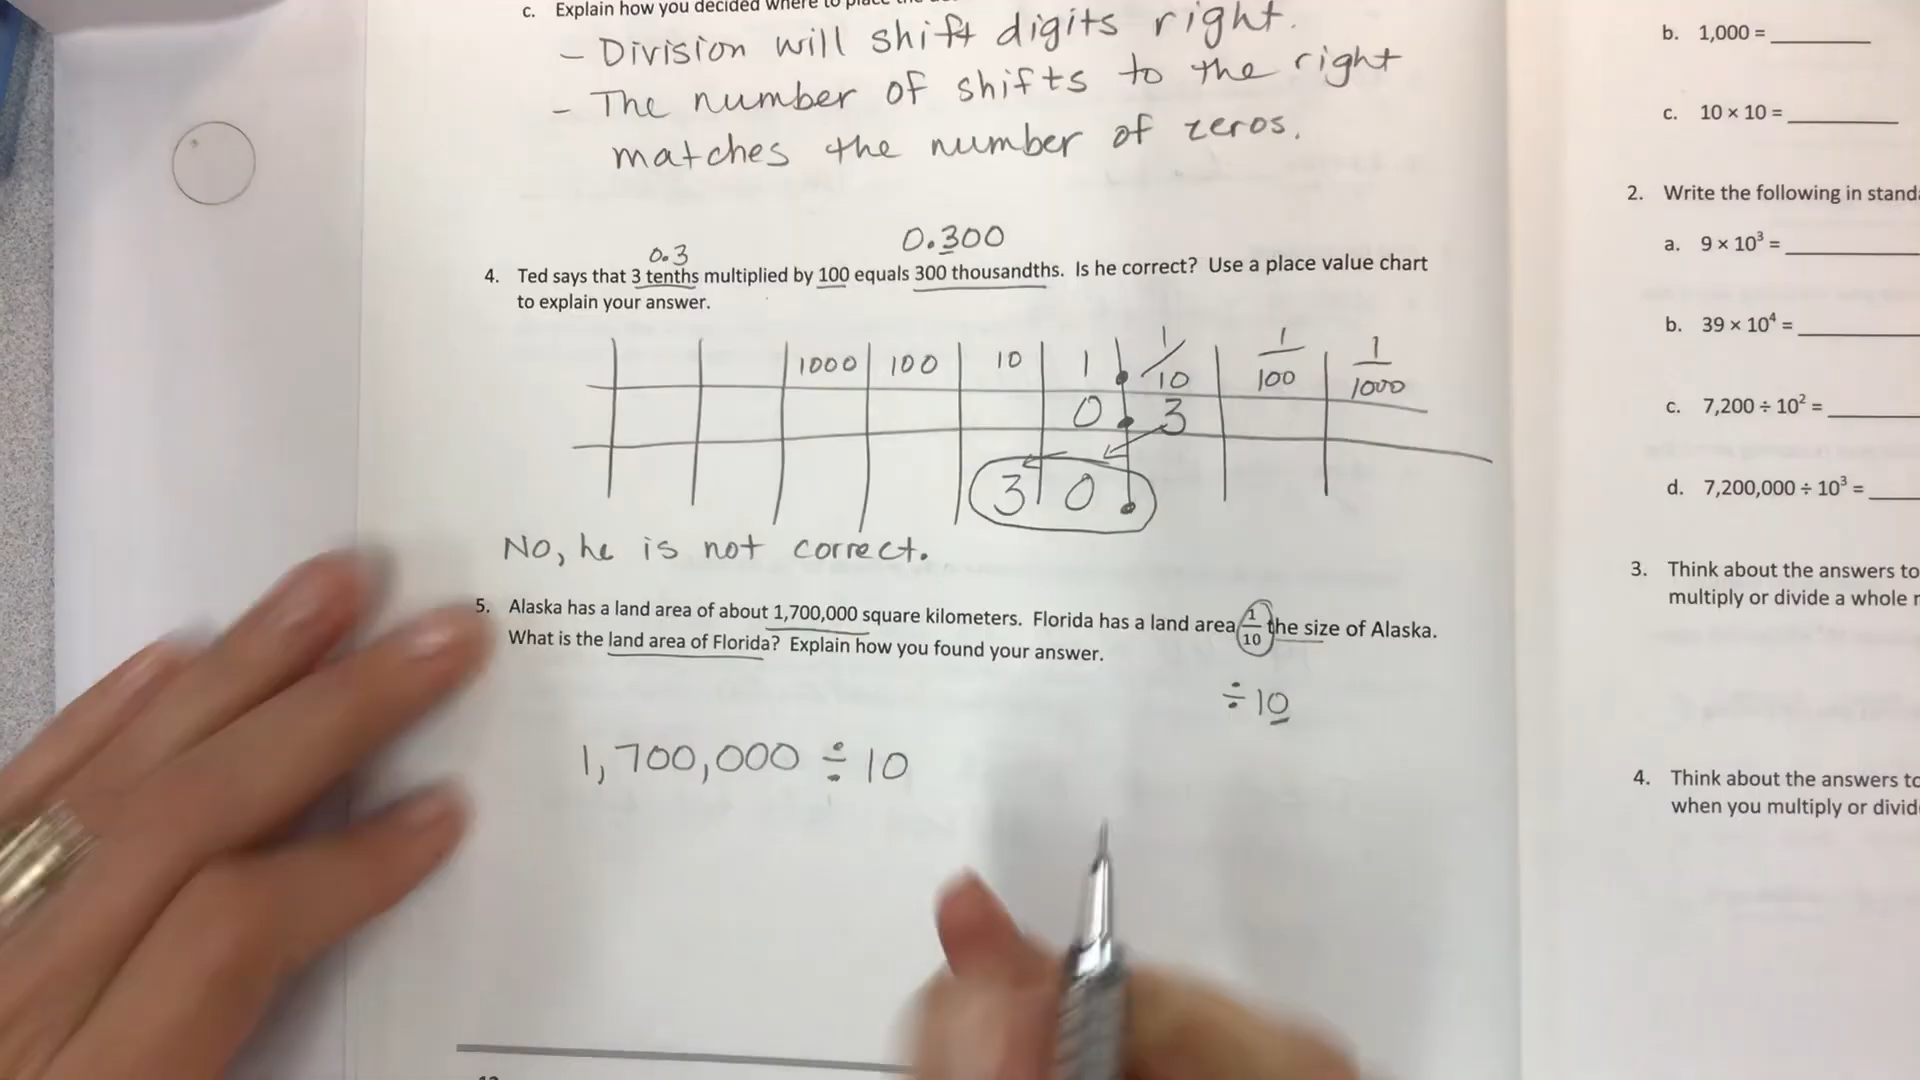 c. Explain how you decided where to place the
– Division will shift digits right.
– The number of shifts to the right
matches the number of zeros.
0.3
0.300
4. Ted says that 3 tenths multiplied by 100 equals 300 thousandths. Is he correct? Use a place value chart
to explain your answer.
1000 100 10 1 . 1/10 1/100 1/1000
0 . 3
3 0 .
No, he is not correct.
5. Alaska has a land area of about 1,700,000 square kilometers. Florida has a land area 1/10 the size of Alaska.
What is the land area of Florida? Explain how you found your answer.
÷ 10
1,700,000 ÷ 10
b. 1,000 = ________
c. 10 × 10 = ________
2. Write the following in
a. 9 × 10³ = ________
b. 39 × 10⁴ = ________
c. 7,200 ÷ 10² = ________
d. 7,200,000 ÷ 10³ = ________
3. Think about the answers to
multiply or divide a whole
4. Think about the answers to
when you multiply or